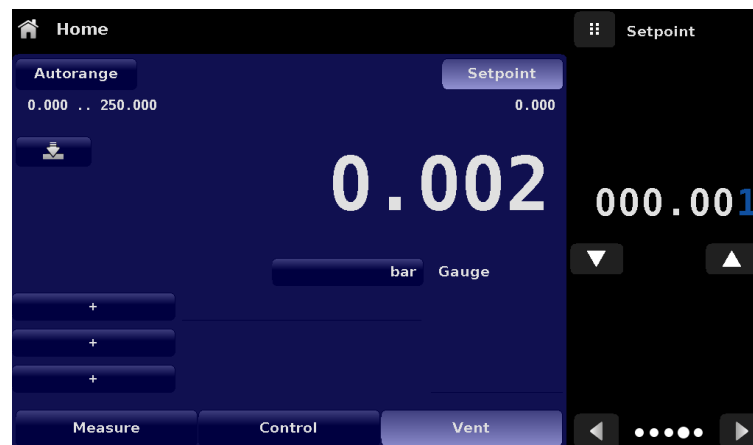 Home
Setpoint
Autorange
Setpoint
0.000 .. 250.000
0.000
0.002
000.001
bar
Gauge
+
+
+
Measure
Control
Vent